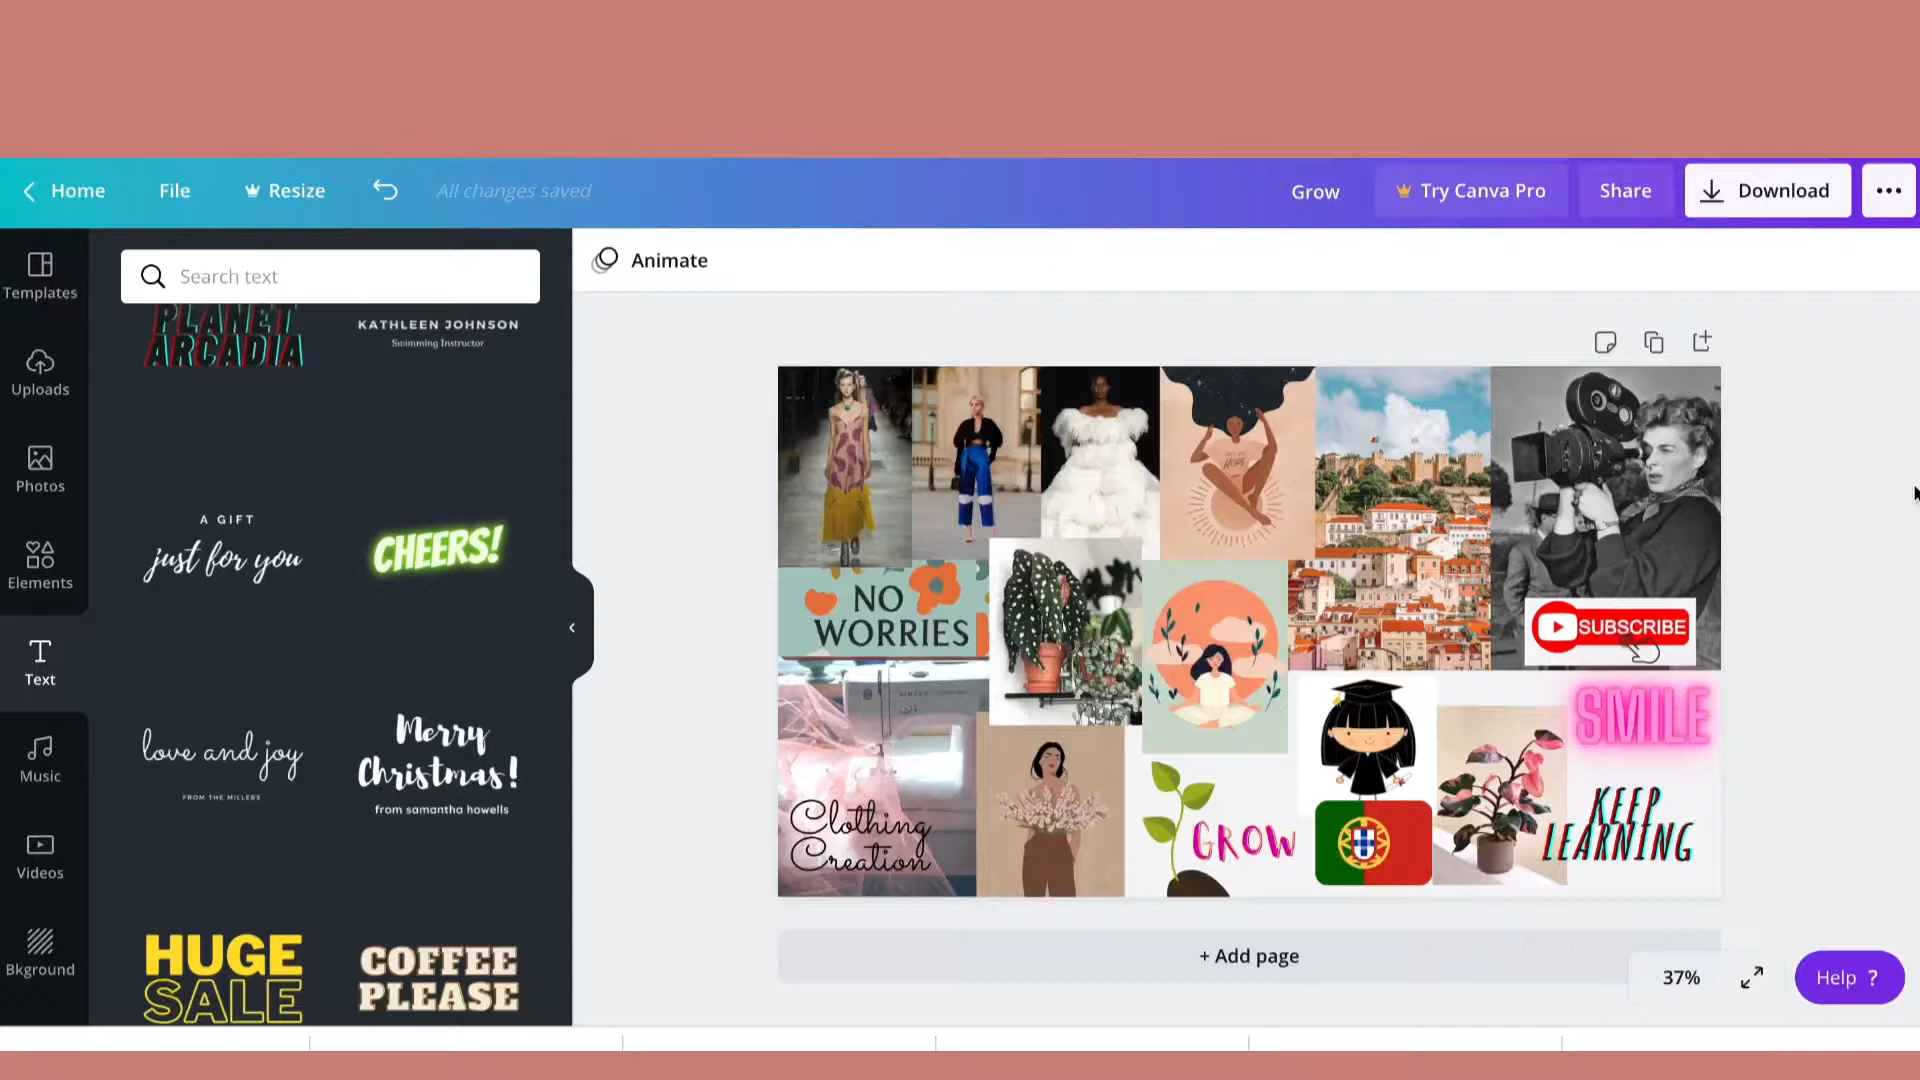 Home
File
Resize
All changes saved
Grow
Try Canva Pro
Share
Download
Templates
Uploads
Photos
Elements
Text
Music
Videos
Bkground
Search text
PLANET
ARCADIA
KATHLEEN JOHNSON
Swimming Instructor
A GIFT
just for you
CHEERS!
love and joy
FROM THE MILLERS
Merry
Christmas!
from samantha howells
HUGE
SALE
COFFEE
PLEASE
Animate
HOPE
NO
WORRIES
SUBSCRIBE
SINGER
SMILE
Clothing
Creation
GROW
KEEP
LEARNING
+ Add page
37%
Help ?